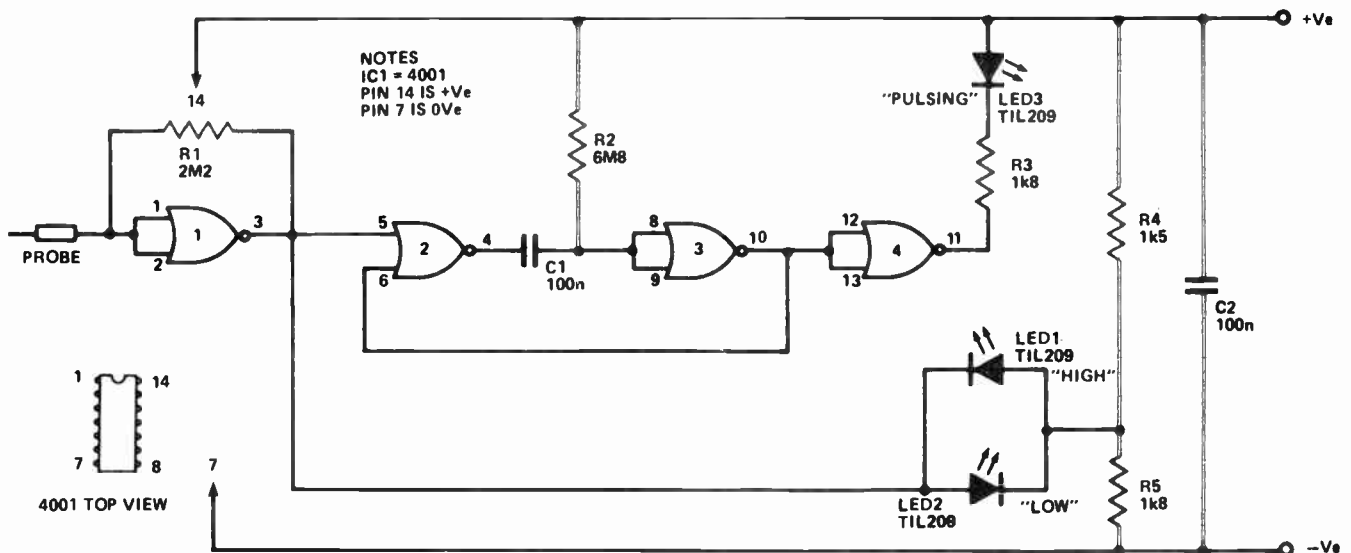 +Ve
NOTES
IC1 = 4001
PIN 14 IS +Ve
PIN 7 IS 0Ve
14
R1
2M2
R2
6M8
"PULSING"
LED3
TIL209
R3
1k8
R4
1k5
PROBE
1
2
1
3
5
6
2
4
C1
100n
8
9
3
10
12
13
4
11
C2
100n
LED1
TIL209
"HIGH"
1
14
7
8
4001 TOP VIEW
7
LED2
TIL208
"LOW"
R5
1k8
−Ve